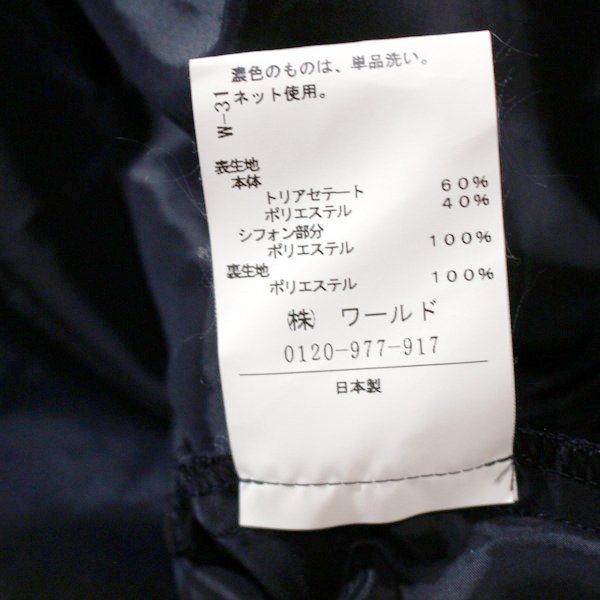 濃色のものは、単品洗い。
ネット使用。
W-31
表生地
本体
トリアセテート 60%
ポリエステル 40%
シフォン部分
ポリエステル 100%
裏生地
ポリエステル 100%
㈱ ワールド
0120-977-917
日本製